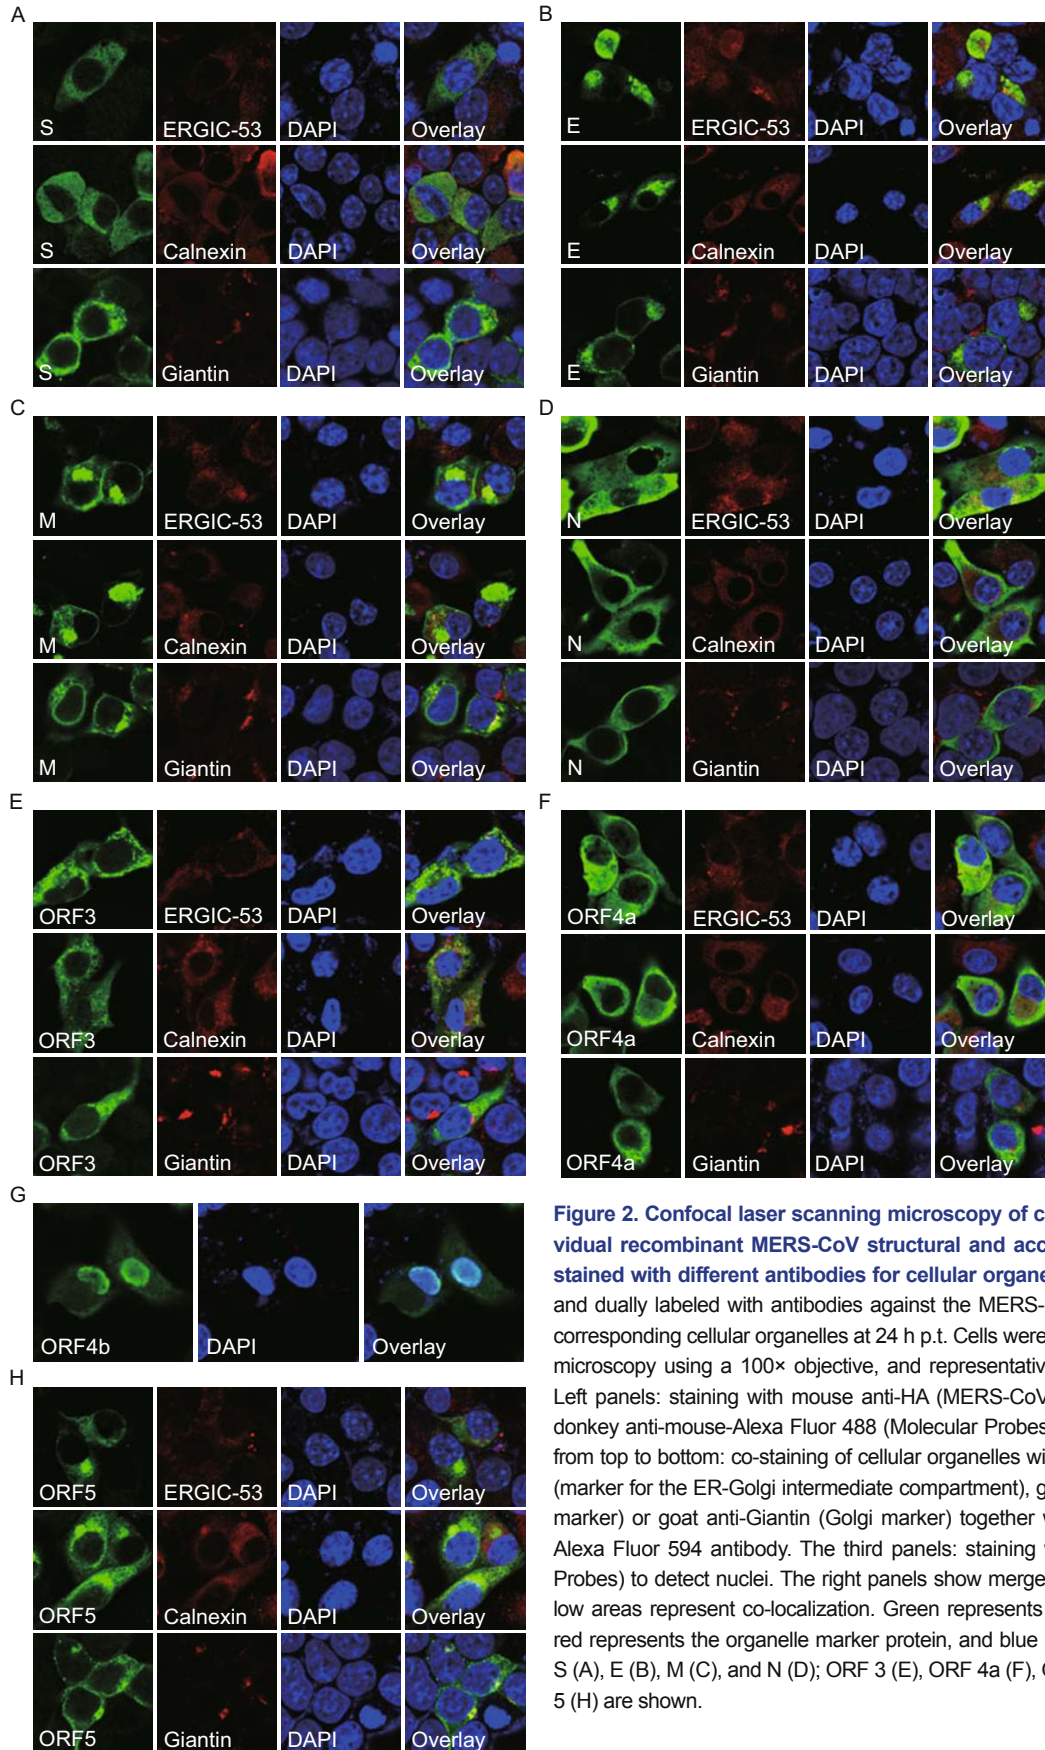 A
S ERGIC-53 DAPI Overlay
S Calnexin DAPI Overlay
S Giantin DAPI Overlay
B
E ERGIC-53 DAPI Overlay
E Calnexin DAPI Overlay
E Giantin DAPI Overlay
C
M ERGIC-53 DAPI Overlay
M Calnexin DAPI Overlay
M Giantin DAPI Overlay
D
N ERGIC-53 DAPI Overlay
N Calnexin DAPI Overlay
N Giantin DAPI Overlay
E
ORF3 ERGIC-53 DAPI Overlay
ORF3 Calnexin DAPI Overlay
ORF3 Giantin DAPI Overlay
F
ORF4a ERGIC-53 DAPI Overlay
ORF4a Calnexin DAPI Overlay
ORF4a Giantin DAPI Overlay
G
ORF4b DAPI Overlay
H
ORF5 ERGIC-53 DAPI Overlay
ORF5 Calnexin DAPI Overlay
ORF5 Giantin DAPI Overlay
Figure 2. Confocal laser scanning microscopy of c
vidual recombinant MERS-CoV structural and acc
stained with different antibodies for cellular organe
and dually labeled with antibodies against the MERS-
corresponding cellular organelles at 24 h p.t. Cells were
microscopy using a 100× objective, and representativ
Left panels: staining with mouse anti-HA (MERS-CoV
donkey anti-mouse-Alexa Fluor 488 (Molecular Probes
from top to bottom: co-staining of cellular organelles wi
(marker for the ER-Golgi intermediate compartment), g
marker) or goat anti-Giantin (Golgi marker) together w
Alexa Fluor 594 antibody. The third panels: staining w
Probes) to detect nuclei. The right panels show merge
low areas represent co-localization. Green represents
red represents the organelle marker protein, and blue
S (A), E (B), M (C), and N (D); ORF 3 (E), ORF 4a (F), O
5 (H) are shown.